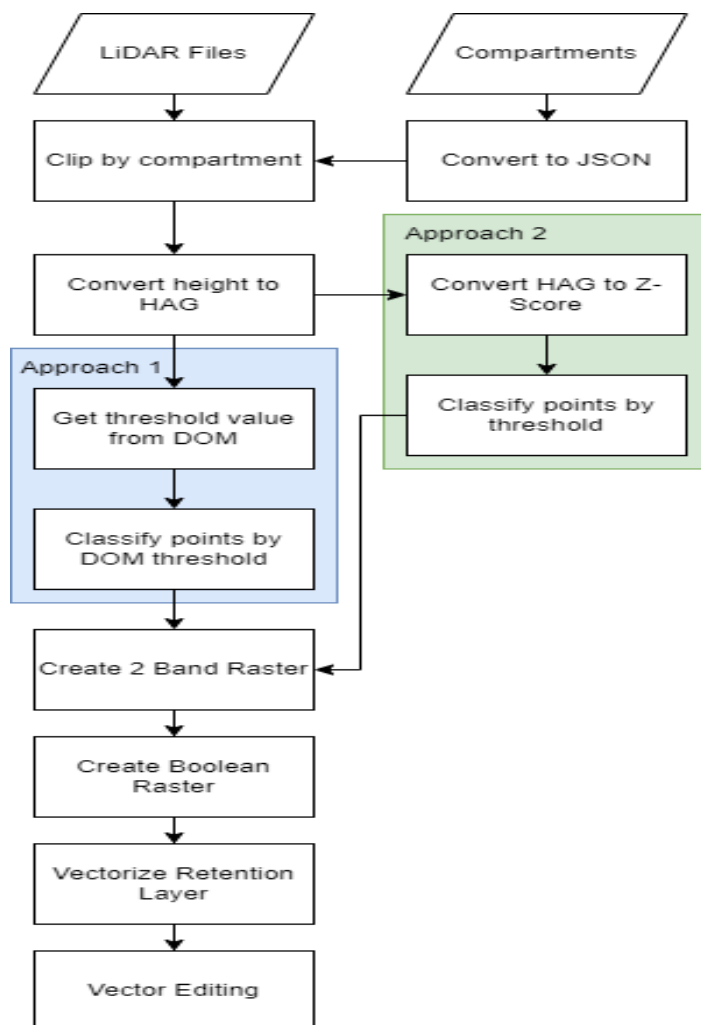 LiDAR Files
Compartments
Clip by compartment
Convert to JSON
Approach 2
Convert height to
HAG
Convert HAG to Z-
Score
Approach 1
Get threshold value
from DOM
Classify points by
threshold
Classify points by
DOM threshold
Create 2 Band Raster
Create Boolean
Raster
Vectorize Retention
Layer
Vector Editing